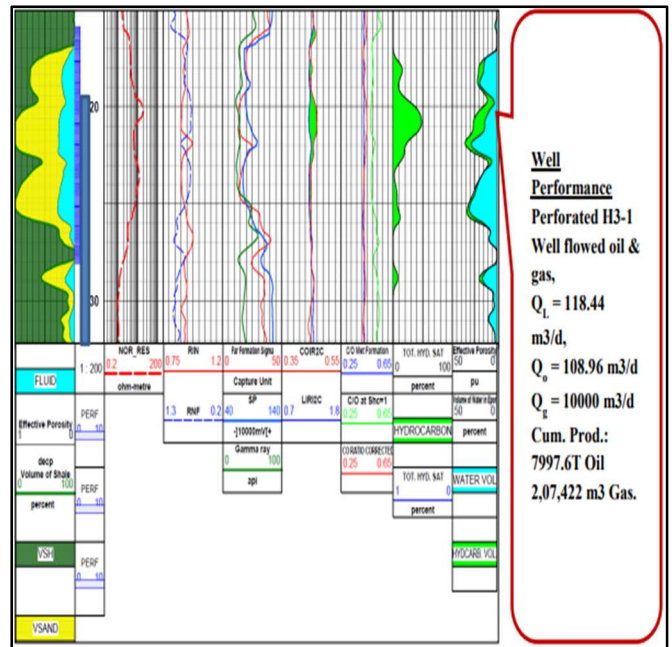 20
30
Well
Performance
Perforated H3-1
Well flowed oil &
gas,
Q_L = 118.44
m3/d,
Q_o = 108.96 m3/d
Q_g = 10000 m3/d
Cum. Prod.:
7997.6T Oil
2,07,422 m3 Gas.
FLUID
Effective Porosity
1 0
decp
Volume of Shale
0 100
percent
VSH
VSAND
1 : 200
PERF
0 10
PERF
0 10
PERF
0 10
NOR_RES
0.2 200
ohm-metre
RIN
0.75 1.2
1.3 RNF 0.2
Far Formation Sigma
0 50
Capture Unit
SP
40 140
-|10000mV|+
Gamma ray
0 100
api
COIR2C
0.35 0.55
LIRI2C
0.7 1.8
C/O Wet Formation
0.25 0.65
C/O at Shc=1
0.25 0.65
CO RATIO CORRECTED
0.25 0.65
TOT. HYD. SAT
0 100
percent
HYDROCARBON
TOT. HYD. SAT
1 0
percent
Effective Porosity
50 0
pu
50 0
percent
WATER VOL
HYDCARB. VOL